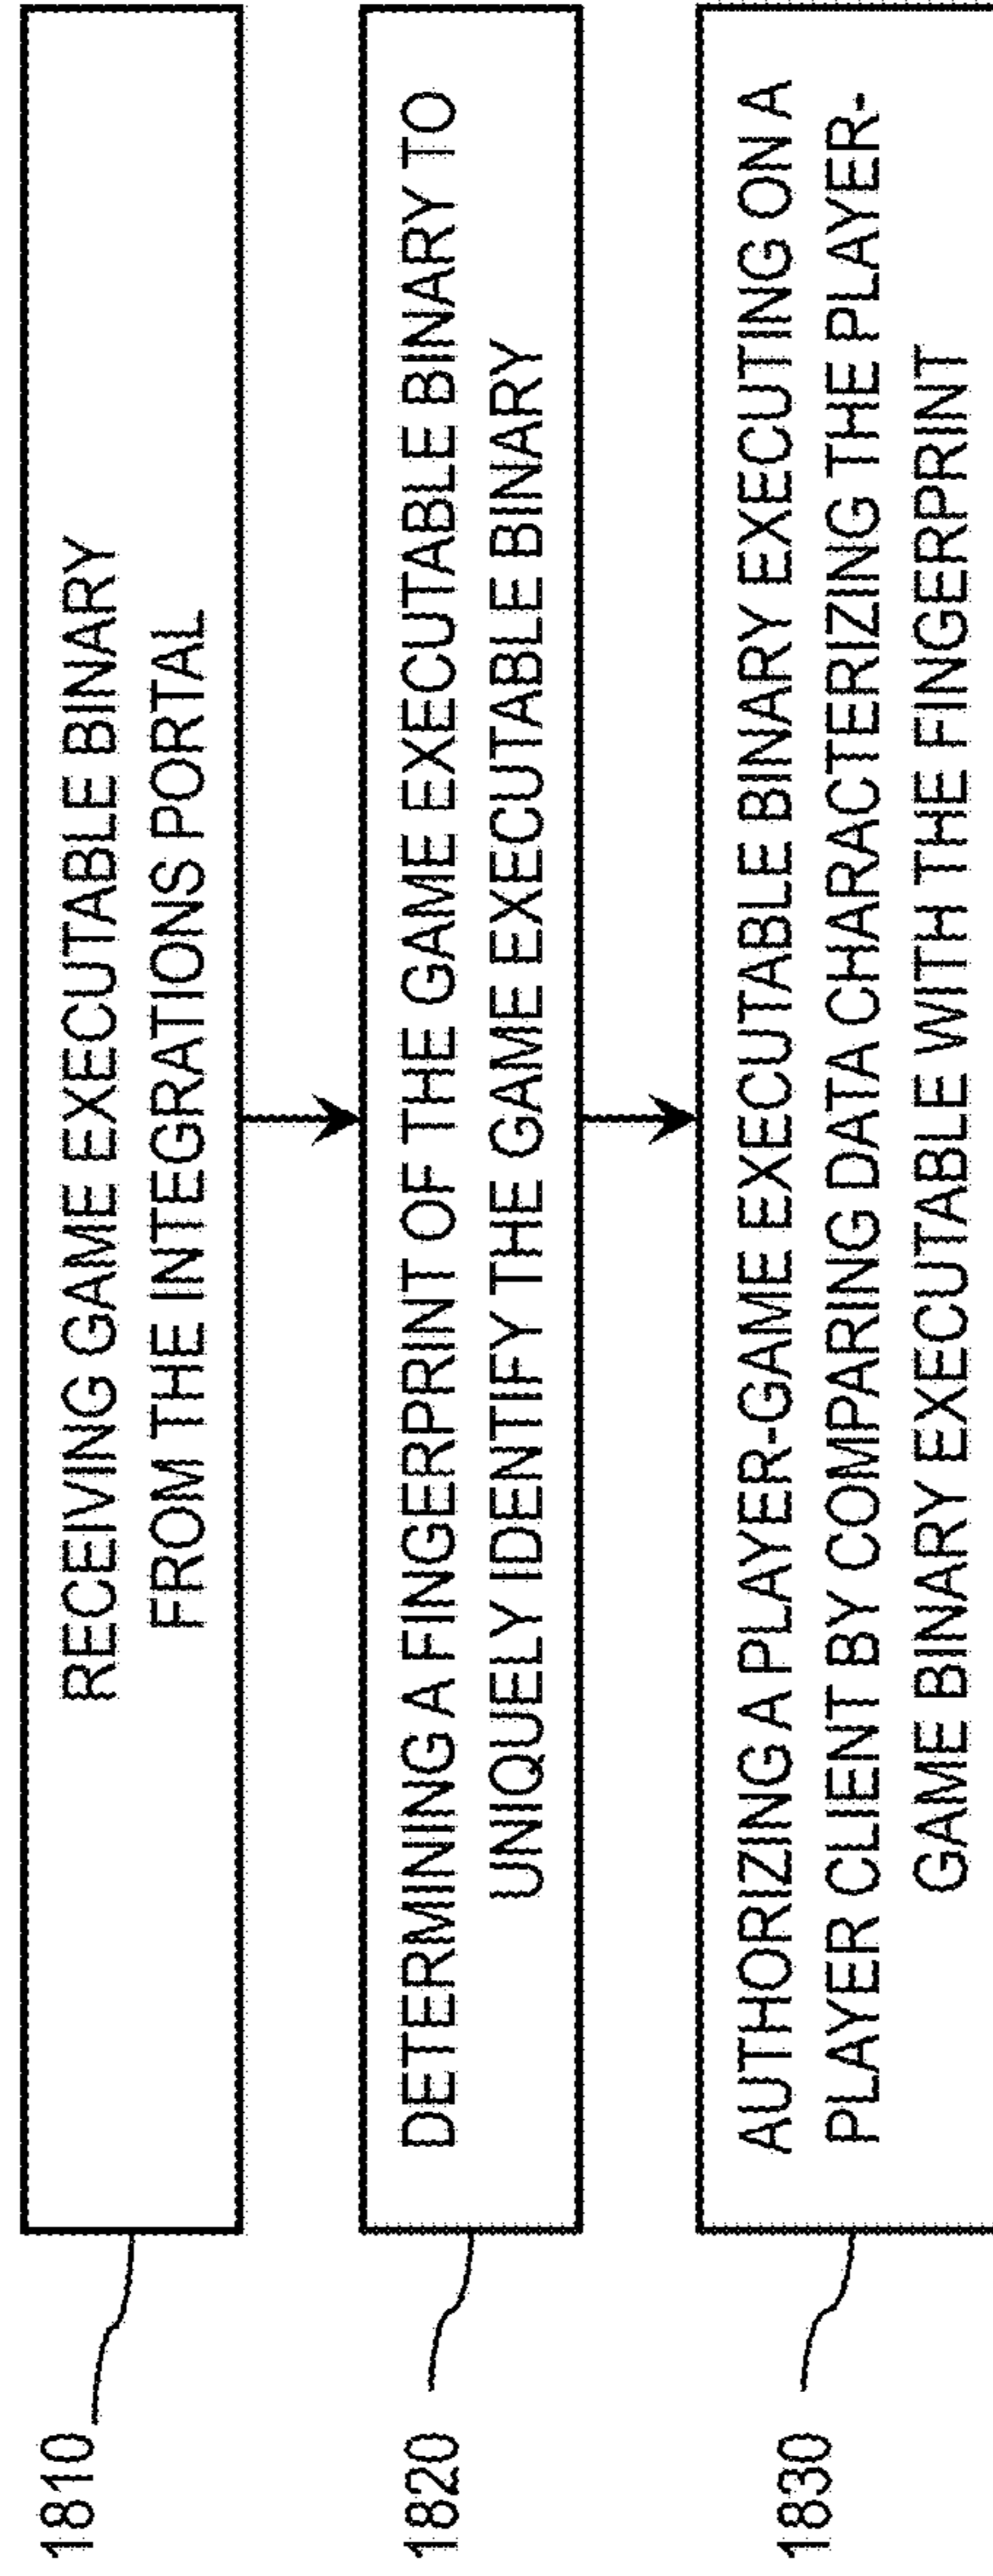 1810
RECEIVING GAME EXECUTABLE BINARY
FROM THE INTEGRATIONS PORTAL
1820
DETERMINING A FINGERPRINT OF THE GAME EXECUTABLE BINARY TO
UNIQUELY IDENTIFY THE GAME EXECUTABLE BINARY
1830
AUTHORIZING A PLAYER-GAME EXECUTABLE BINARY EXECUTING ON A
PLAYER CLIENT BY COMPARING DATA CHARACTERIZING THE PLAYER-
GAME BINARY EXECUTABLE WITH THE FINGERPRINT